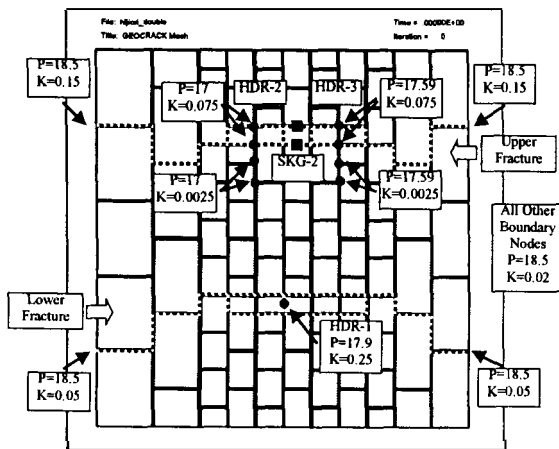 File: hijiori_double
Title: GEOCRACK Mesh
Time = 00000E+00
Iteration = 0
P=18.5
K=0.15
P=17
K=0.075
HDR-2
HDR-3
P=17.59
K=0.075
P=18.5
K=0.15
Upper
Fracture
SKG-2
P=17
K=0.0025
P=17.59
K=0.0025
All Other
Boundary
Nodes
P=18.5
K=0.02
Lower
Fracture
HDR-1
P=17.9
K=0.25
P=18.5
K=0.05
P=18.5
K=0.05